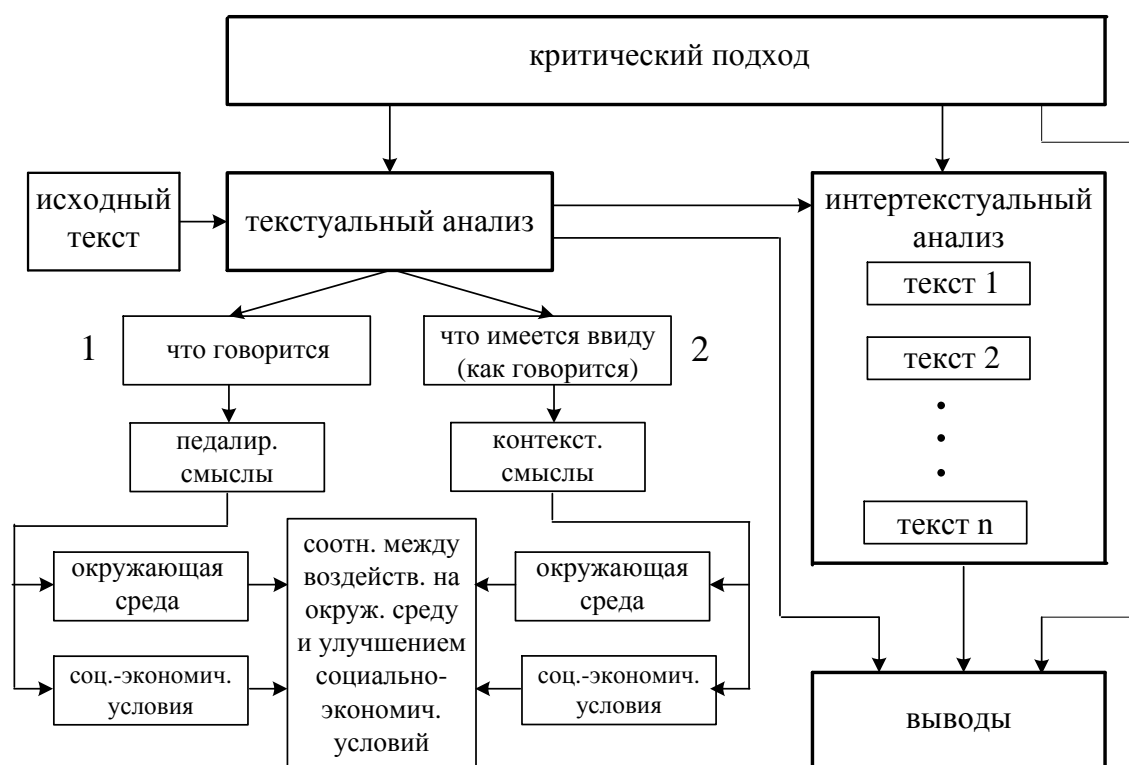 критический подход
исходный
текст
текстуальный анализ
интертекстуальный
анализ
текст 1
текст 2
текст n
1
что говорится
что имеется ввиду
(как говорится)
2
педалир.
смыслы
контекст.
смыслы
окружающая
среда
соц.-экономич.
условия
соотн. между
воздейств. на
окруж. среду
и улучшением
социально-
экономич.
условий
окружающая
среда
соц.-экономич.
условия
выводы